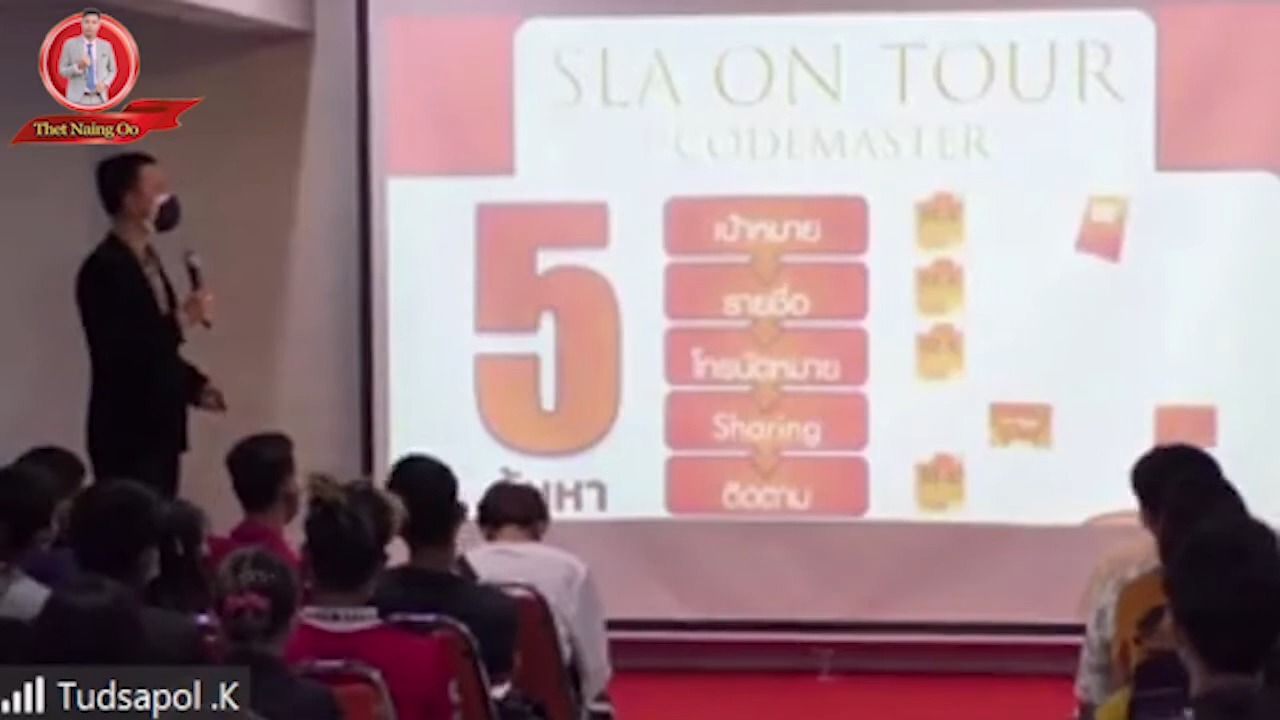 Thet Naing Oo
SLA ON TOUR
CODEMASTER
5
เป้าหมาย
รายชื่อ
โทรนัดหมาย
Sharing
ติดตาม
Tudsapol .K